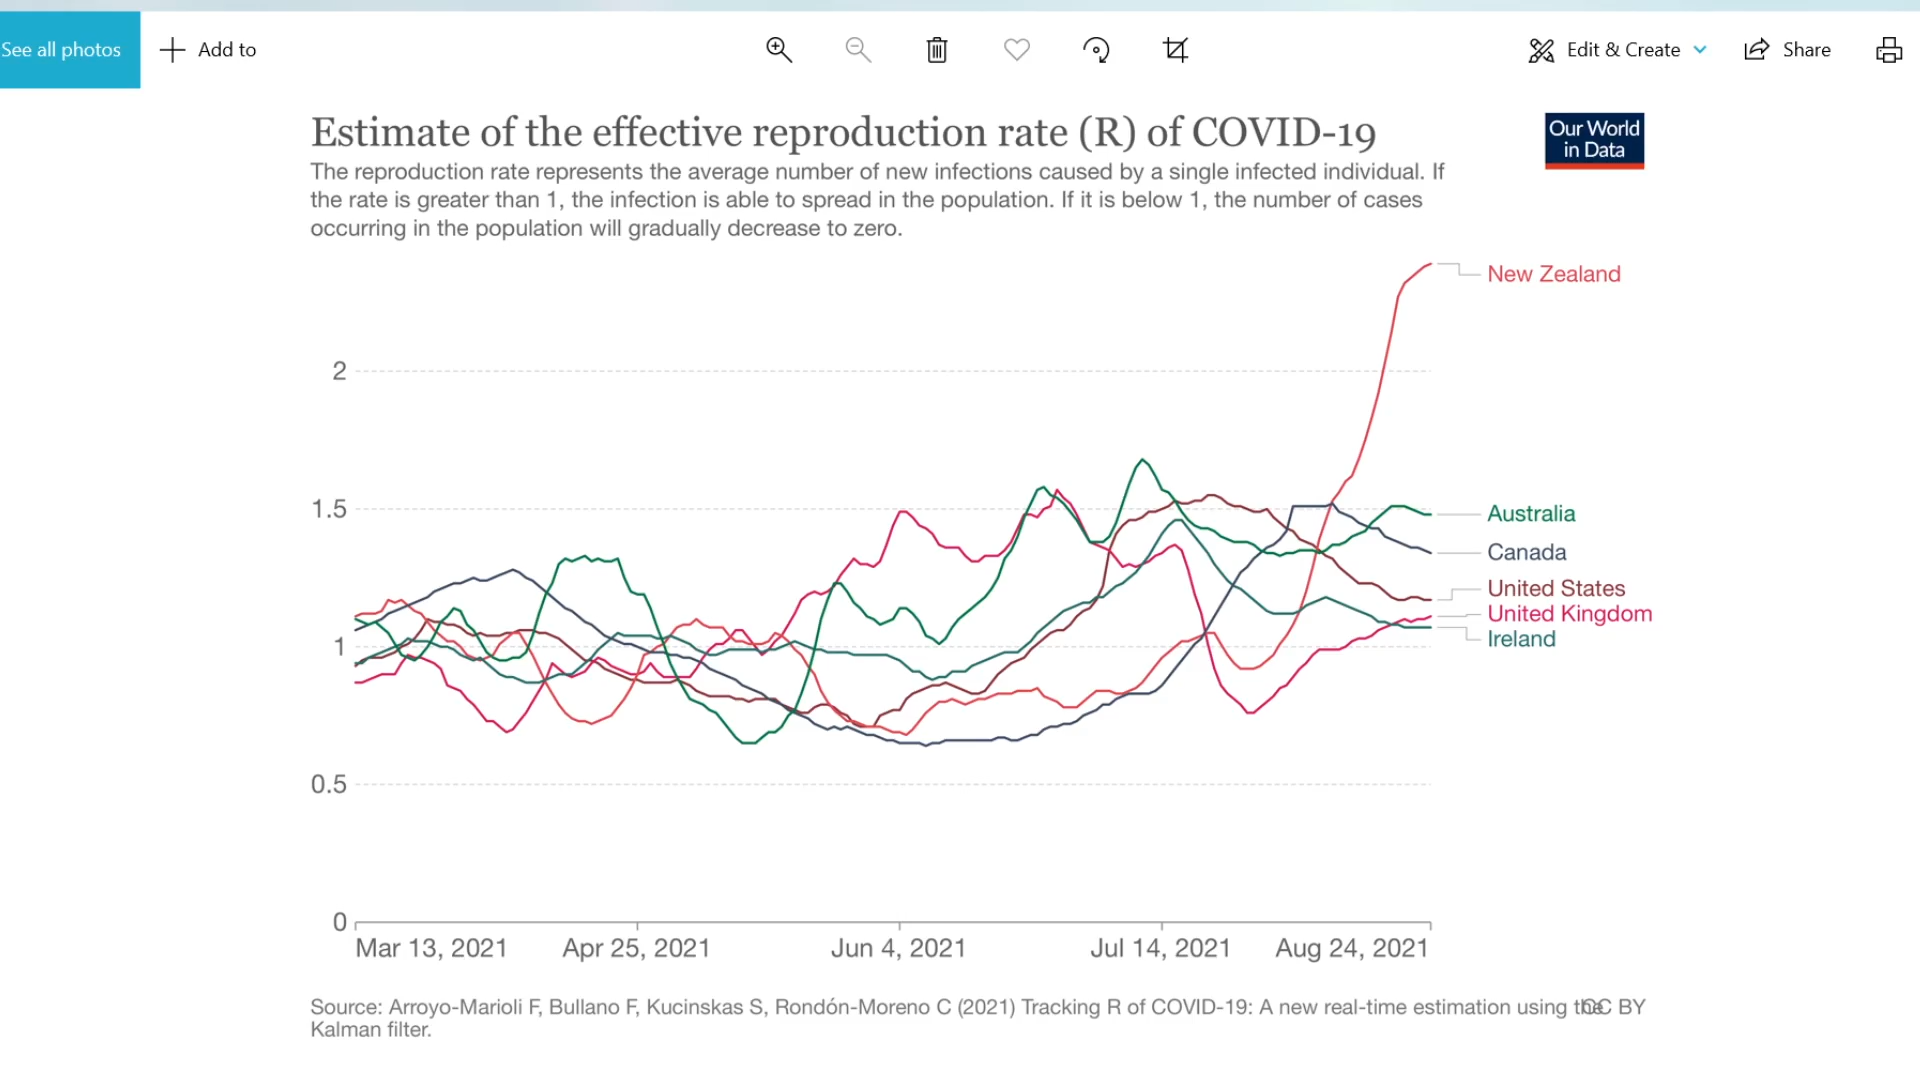 See all photos
Add to
Edit & Create
Share
Estimate of the effective reproduction rate (R) of COVID-19
Our World
in Data
The reproduction rate represents the average number of new infections caused by a single infected individual. If
the rate is greater than 1, the infection is able to spread in the population. If it is below 1, the number of cases
occurring in the population will gradually decrease to zero.
New Zealand
2
1.5
Australia
Canada
United States
United Kingdom
Ireland
1
0.5
0
Mar 13, 2021
Apr 25, 2021
Jun 4, 2021
Jul 14, 2021
Aug 24, 2021
Source: Arroyo-Marioli F, Bullano F, Kucinskas S, Rondón-Moreno C (2021) Tracking R of COVID-19: A new real-time estimation using the
CC BY
Kalman filter.